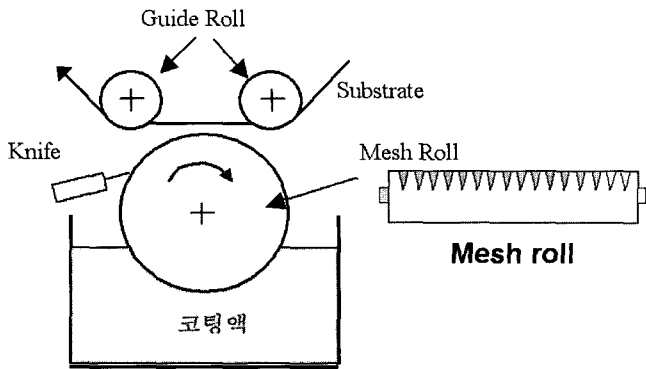 Guide Roll
Substrate
Knife
Mesh Roll
Mesh roll
코팅액